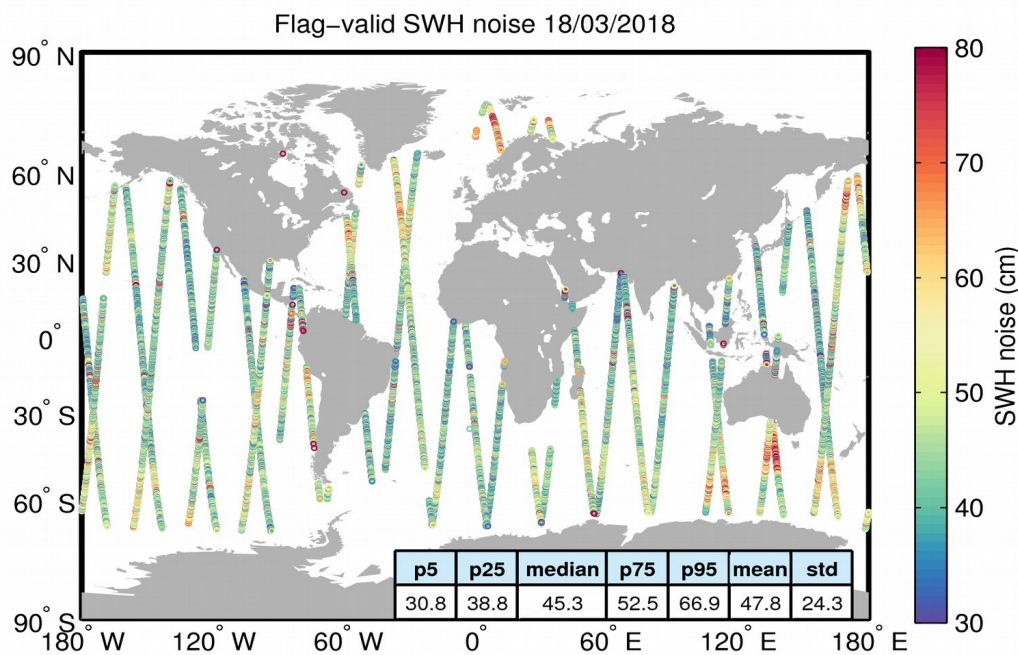 Flag−valid SWH noise 18/03/2018
90° N
60° N
30° N
0°
30° S
60° S
90° S
180° W
120° W
60° W
0°
60° E
120° E
180° E
80
70
60
50
40
30
SWH noise (cm)
p5 p25 median p75 p95 mean std
30.8 38.8 45.3 52.5 66.9 47.8 24.3